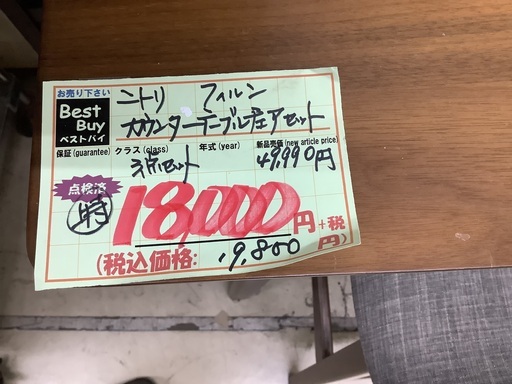 お売り下さい
Best Buy
ベストバイ
ニトリ フィルン
カウンターテーブル チェアセット
保証(guarantee) クラス(class) 年式(year) 新品売価(new article price)
3点セット 49,990円
点検済
時
18,000円+税
(税込価格: 19,800円)